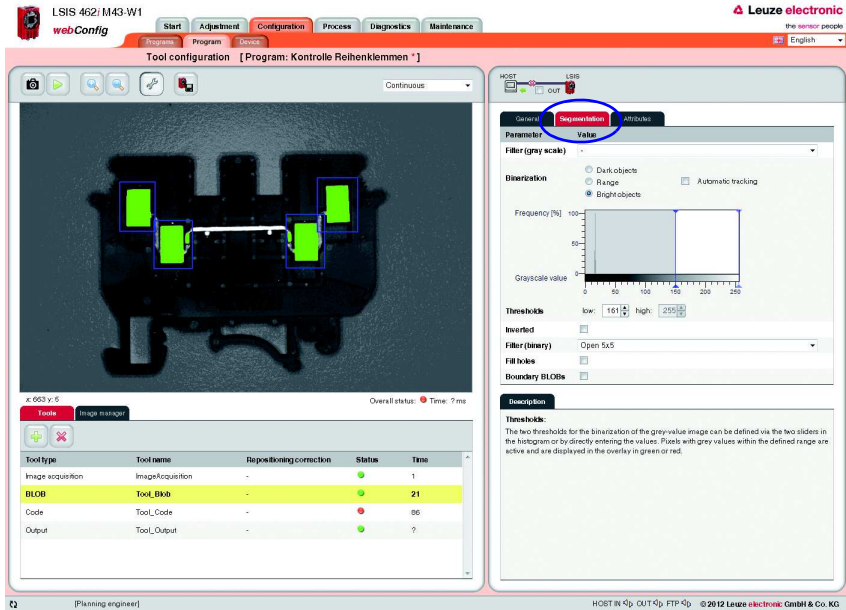 LSIS 462i M43-W1
webConfig
Start Adjustment Configuration Process Diagnostics Maintenance
Leuze electronic
the sensor people
Programs Program Device
English
Tool configuration [ Program: Kontrolle Reihenklemmen * ]
Continuous
HOST LSIS
OUT
General Segmentation Attributes
Parameter Value
Filter (gray scale) -
Binarization
Dark objects
Range
Bright objects
Automatic tracking
Frequency [%] 100
50
0
Grayscale value
0 50 100 150 200 250
Thresholds low: 161 high: 255
Inverted
Filter (binary) Open 5x5
Fill holes
Boundary BLOBs
x: 663 y: 6
Overall status: Time: ? ms
Tools Image manager
Tool type Tool name Repositioning correction Status Time
Image acquisition ImageAcquisition - 1
BLOB Tool_Blob - 21
Code Tool_Code - 86
Output Tool_Output - ?
Description
Thresholds:
The two thresholds for the binarization of the grey-value image can be defined via the two sliders in
the histogram or by directly entering the values. Pixels with grey values within the defined range are
active and are displayed in the overlay in green or red.
[Planning engineer]
HOST IN OUT FTP © 2012 Leuze electronic GmbH & Co. KG